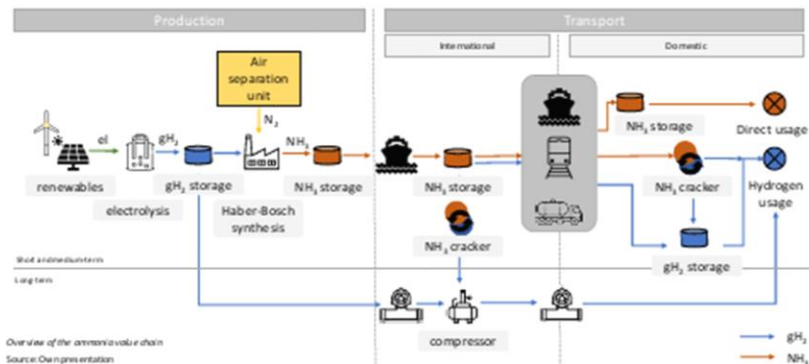 Production
Transport
International
Domestic
Air
separation
unit
N₂
el
gH₂
NH₃
renewables
electrolysis
gH₂ storage
Haber-Bosch
synthesis
NH₃ storage
NH₃ storage
NH₃ cracker
NH₃ storage
Direct usage
NH₃ cracker
Hydrogen
usage
gH₂ storage
Short and medium-term
Long-term
compressor
Overview of the ammonia value chain
Source: Own presentation
gH₂
NH₃